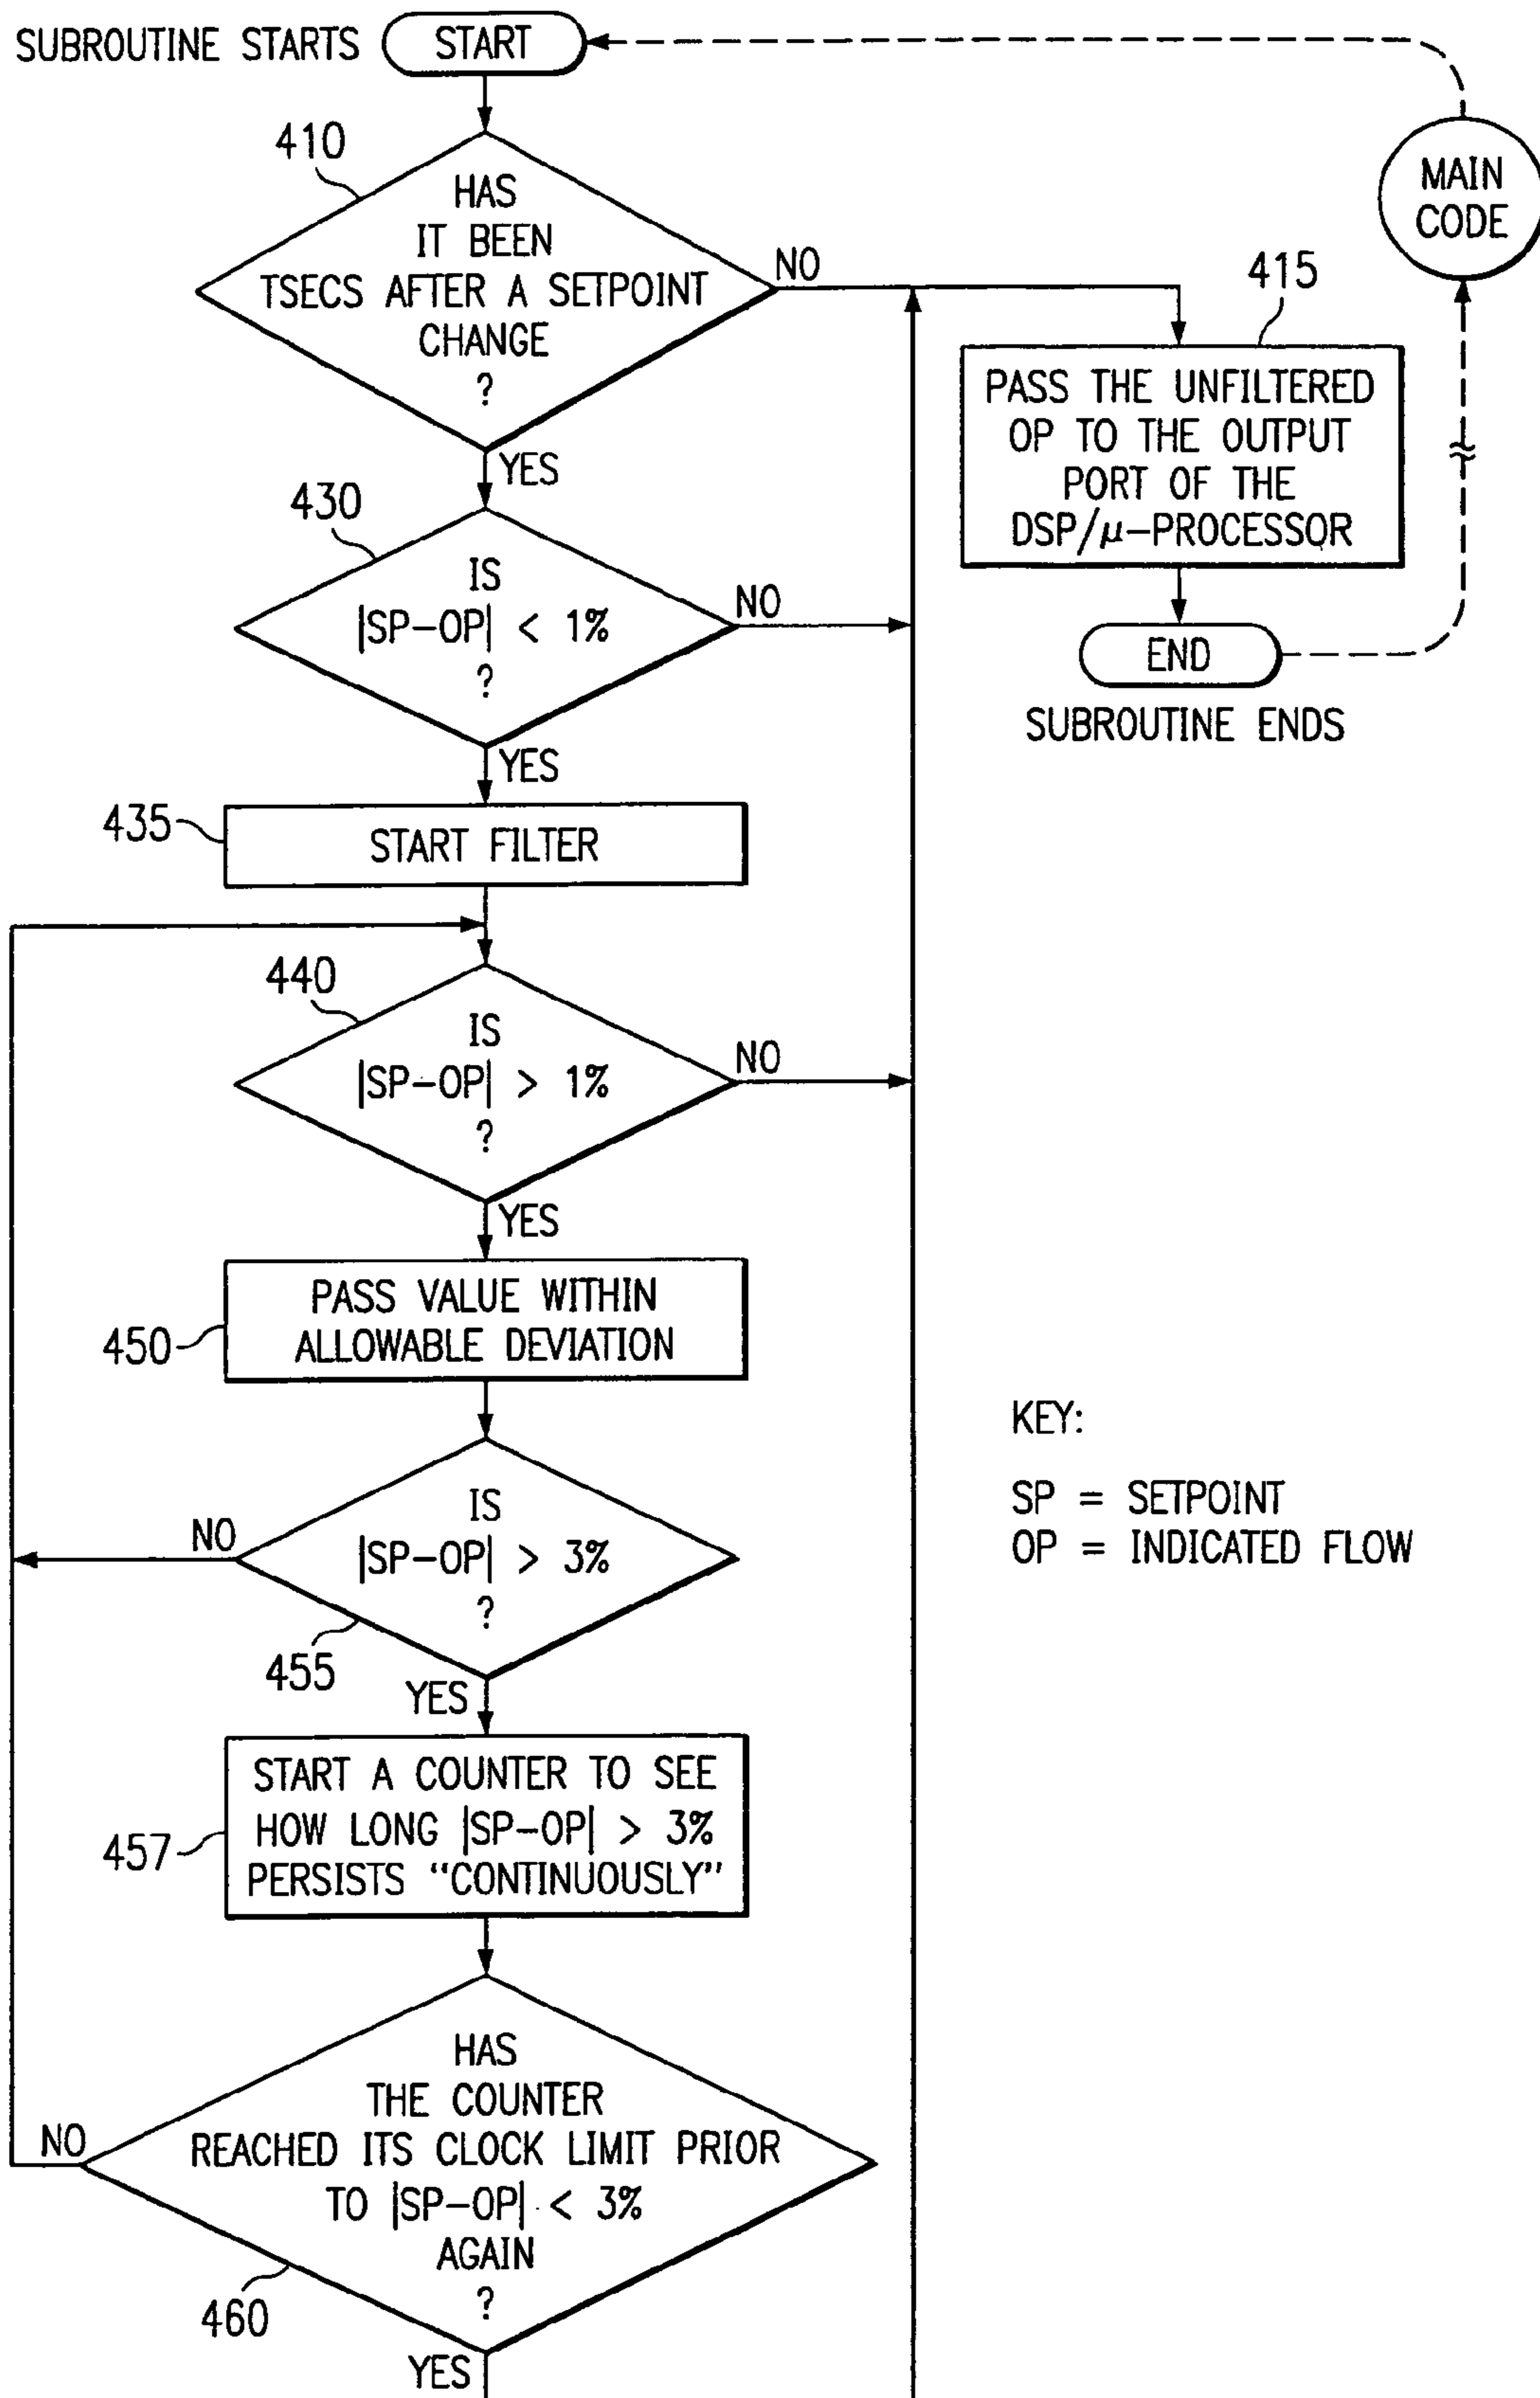 SUBROUTINE STARTS
START
410
HAS
IT BEEN
TSECS AFTER A SETPOINT
CHANGE
?
NO
YES
MAIN
CODE
415
PASS THE UNFILTERED
OP TO THE OUTPUT
PORT OF THE
DSP/μ-PROCESSOR
END
SUBROUTINE ENDS
430
IS
|SP-OP| < 1%
?
NO
YES
435
START FILTER
440
IS
|SP-OP| > 1%
?
NO
YES
450
PASS VALUE WITHIN
ALLOWABLE DEVIATION
KEY:
SP = SETPOINT
OP = INDICATED FLOW
IS
|SP-OP| > 3%
?
NO
455
YES
457
START A COUNTER TO SEE
HOW LONG |SP-OP| > 3%
PERSISTS "CONTINUOUSLY"
HAS
THE COUNTER
REACHED ITS CLOCK LIMIT PRIOR
TO |SP-OP| < 3%
AGAIN
?
NO
460
YES